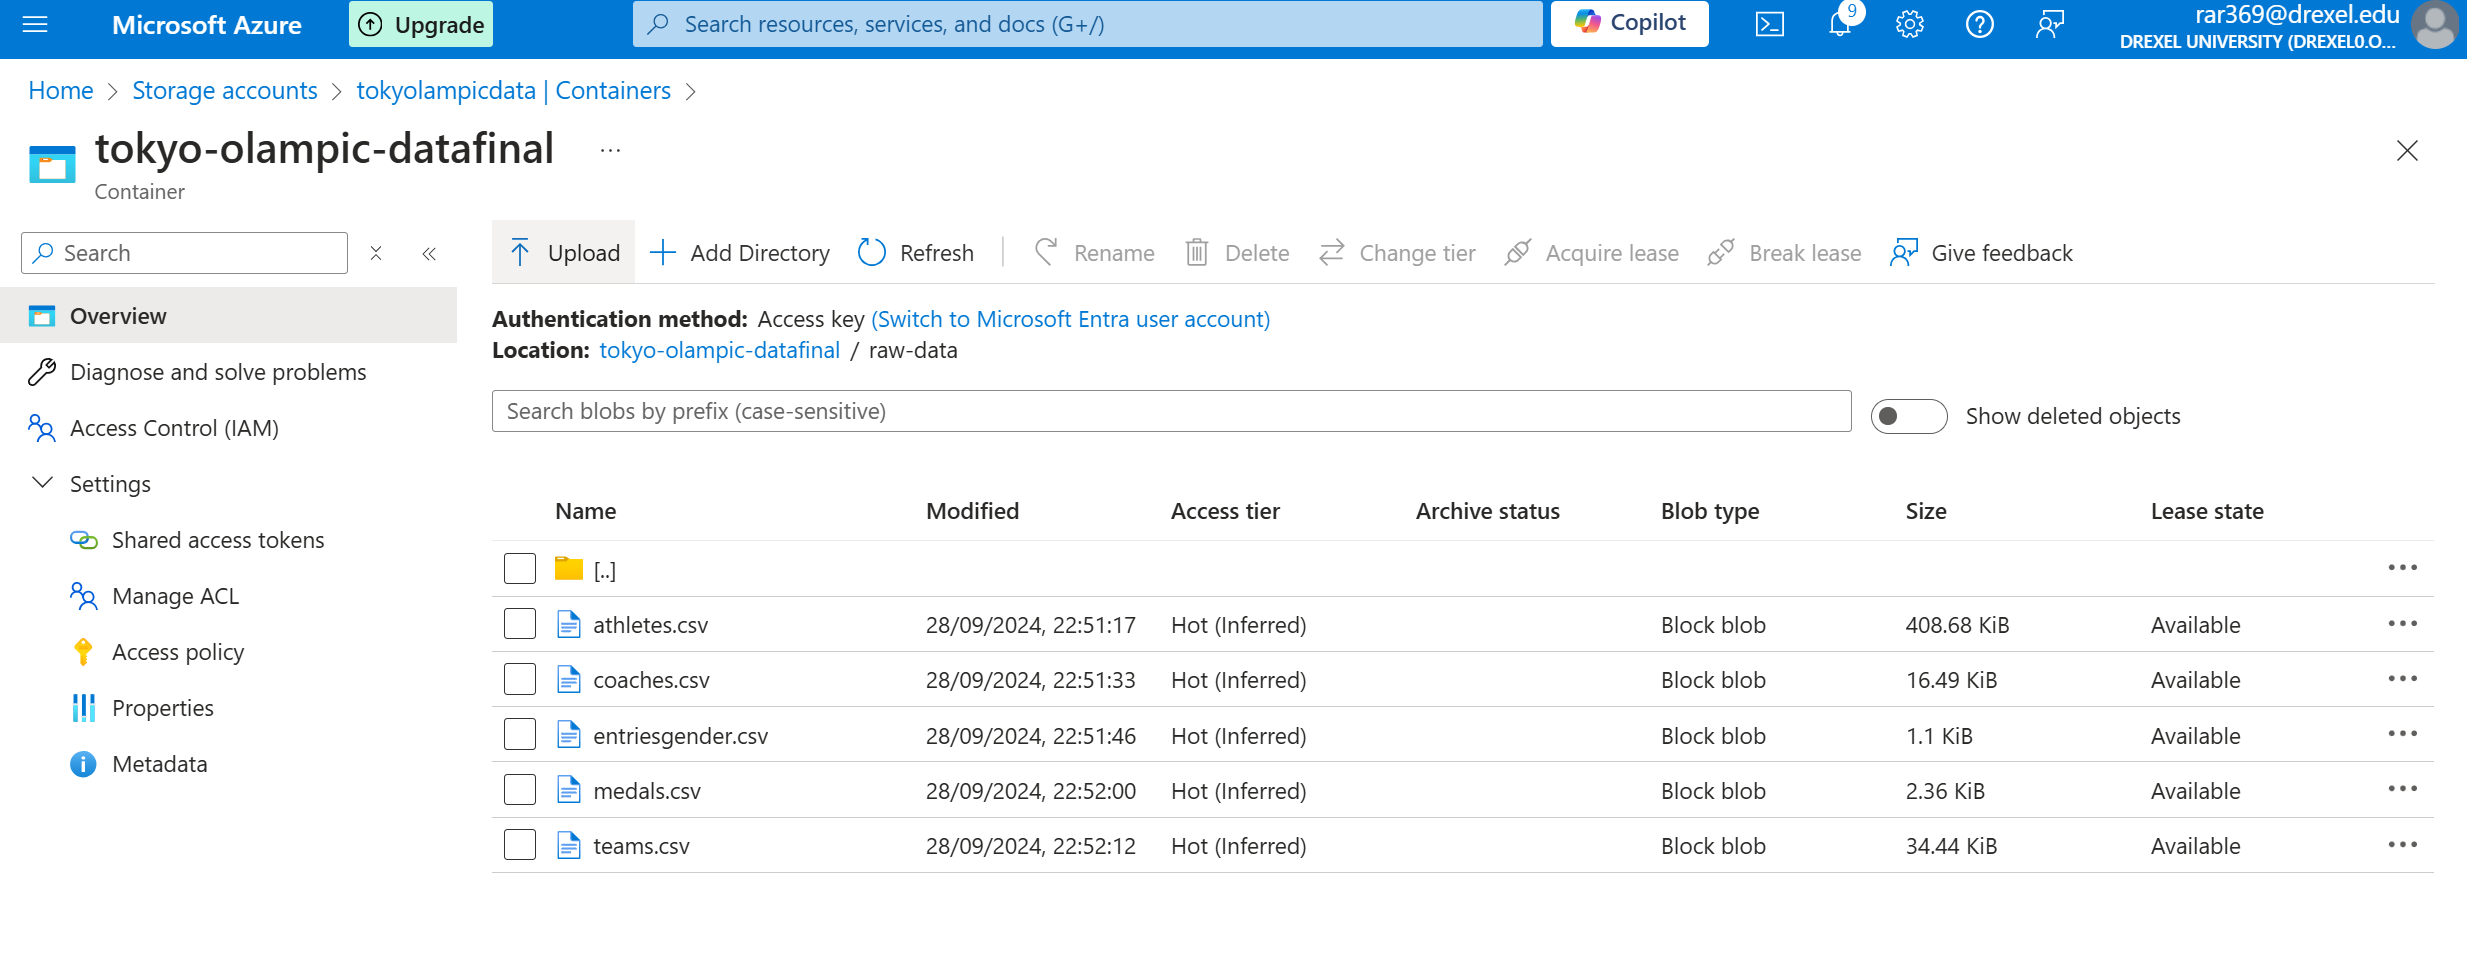 Microsoft Azure
Upgrade
Search resources, services, and docs (G+/)
Copilot
9
rar369@drexel.edu
DREXEL UNIVERSITY (DREXEL0.O...
Home > Storage accounts > tokyolampicdata | Containers >
tokyo-olampic-datafinal ...
Container
Search
Overview
Diagnose and solve problems
Access Control (IAM)
Settings
Shared access tokens
Manage ACL
Access policy
Properties
Metadata
Upload Add Directory Refresh Rename Delete Change tier Acquire lease Break lease Give feedback
Authentication method: Access key (Switch to Microsoft Entra user account)
Location: tokyo-olampic-datafinal / raw-data
Search blobs by prefix (case-sensitive)
Show deleted objects
Name Modified Access tier Archive status Blob type Size Lease state
[..]
athletes.csv 28/09/2024, 22:51:17 Hot (Inferred) Block blob 408.68 KiB Available
coaches.csv 28/09/2024, 22:51:33 Hot (Inferred) Block blob 16.49 KiB Available
entriesgender.csv 28/09/2024, 22:51:46 Hot (Inferred) Block blob 1.1 KiB Available
medals.csv 28/09/2024, 22:52:00 Hot (Inferred) Block blob 2.36 KiB Available
teams.csv 28/09/2024, 22:52:12 Hot (Inferred) Block blob 34.44 KiB Available